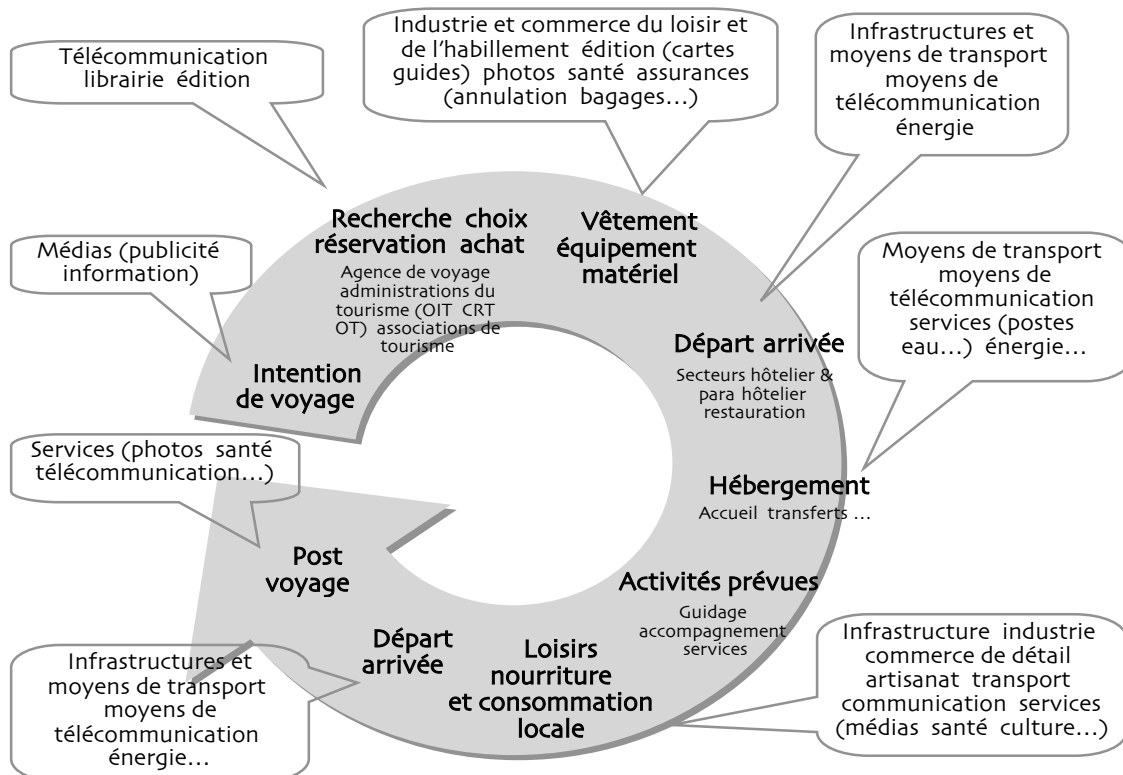 Télécommunication
librairie édition
Industrie et commerce du loisir et
de l'habillement édition (cartes
guides) photos santé assurances
(annulation bagages…)
Infrastructures et
moyens de transport
moyens de
télécommunication
énergie
Recherche choix
réservation achat
Agence de voyage
administrations du
tourisme (OIT CRT
OT) associations de
tourisme
Vêtement
équipement
matériel
Médias (publicité
information)
Moyens de transport
moyens de
télécommunication
services (postes
eau…) énergie…
Intention
de voyage
Départ arrivée
Secteurs hôtelier &
para hôtelier
restauration
Services (photos santé
télécommunication…)
Hébergement
Accueil transferts …
Post
voyage
Activités prévues
Guidage
accompagnement
services
Départ
arrivée
Loisirs
nourriture
et consommation
locale
Infrastructures et
moyens de transport
moyens de
télécommunication
énergie…
Infrastructure industrie
commerce de détail
artisanat transport
communication services
(médias santé culture…)